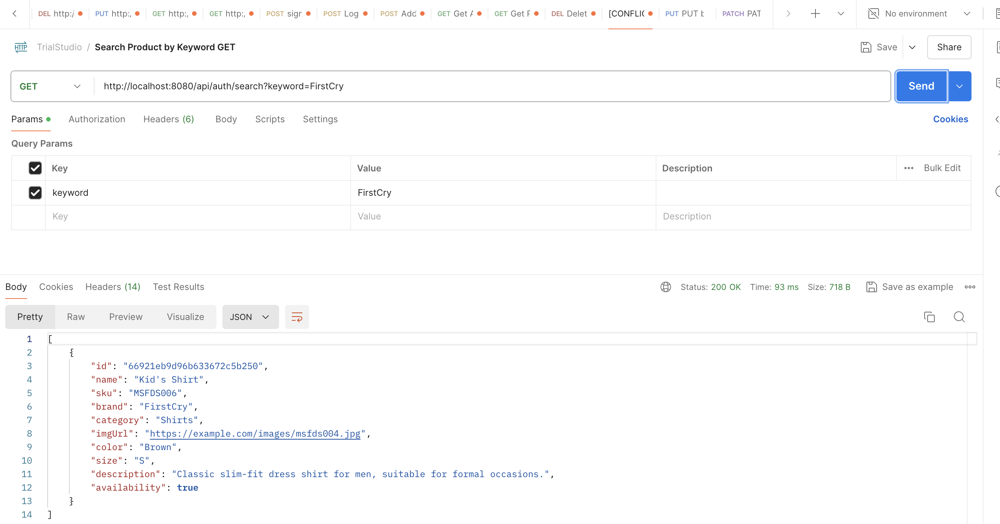 DEL http:/ PUT http:, GET http:, GET http:/ POST sign POST Log POST Add GET Get A GET Get F DEL Delet [CONFLIC PUT PUT b PATCH PAT No environment
TrialStudio / Search Product by Keyword GET Save Share
GET http://localhost:8080/api/auth/search?keyword=FirstCry Send
Params Authorization Headers (6) Body Scripts Settings Cookies
Query Params
Key Value Description Bulk Edit
keyword FirstCry
Key Value Description
Body Cookies Headers (14) Test Results Status: 200 OK Time: 93 ms Size: 718 B Save as example
Pretty Raw Preview Visualize JSON
1 [
2 {
3 "id": "66921eb9d96b633672c5b250",
4 "name": "Kid's Shirt",
5 "sku": "MSFDS006",
6 "brand": "FirstCry",
7 "category": "Shirts",
8 "imgUrl": "https://example.com/images/msfds004.jpg",
9 "color": "Brown",
10 "size": "S",
11 "description": "Classic slim-fit dress shirt for men, suitable for formal occasions.",
12 "availability": true
13 }
14 ]